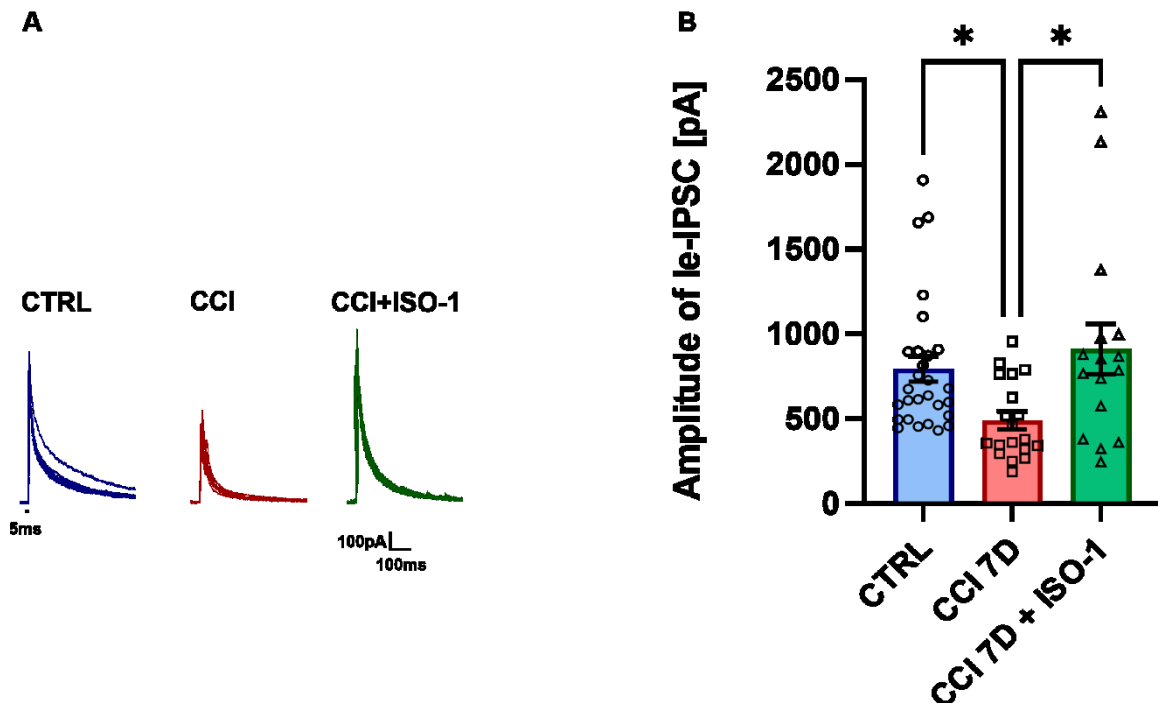 A
CTRL
CCI
CCI+ISO-1
5ms
100pA
100ms
B
*
*
Amplitude of le-IPSC [pA]
2500
2000
1500
1000
500
0
CTRL
CCI 7D
CCI 7D + ISO-1